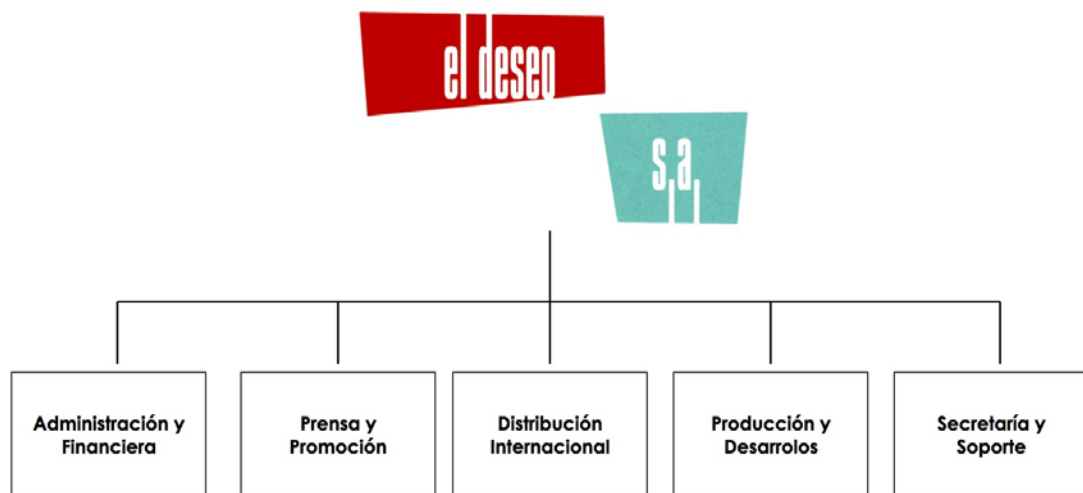 el deseo
s.a.
Administración y
Financiera
Prensa y
Promoción
Distribución
Internacional
Producción y
Desarrolos
Secretaría y
Soporte